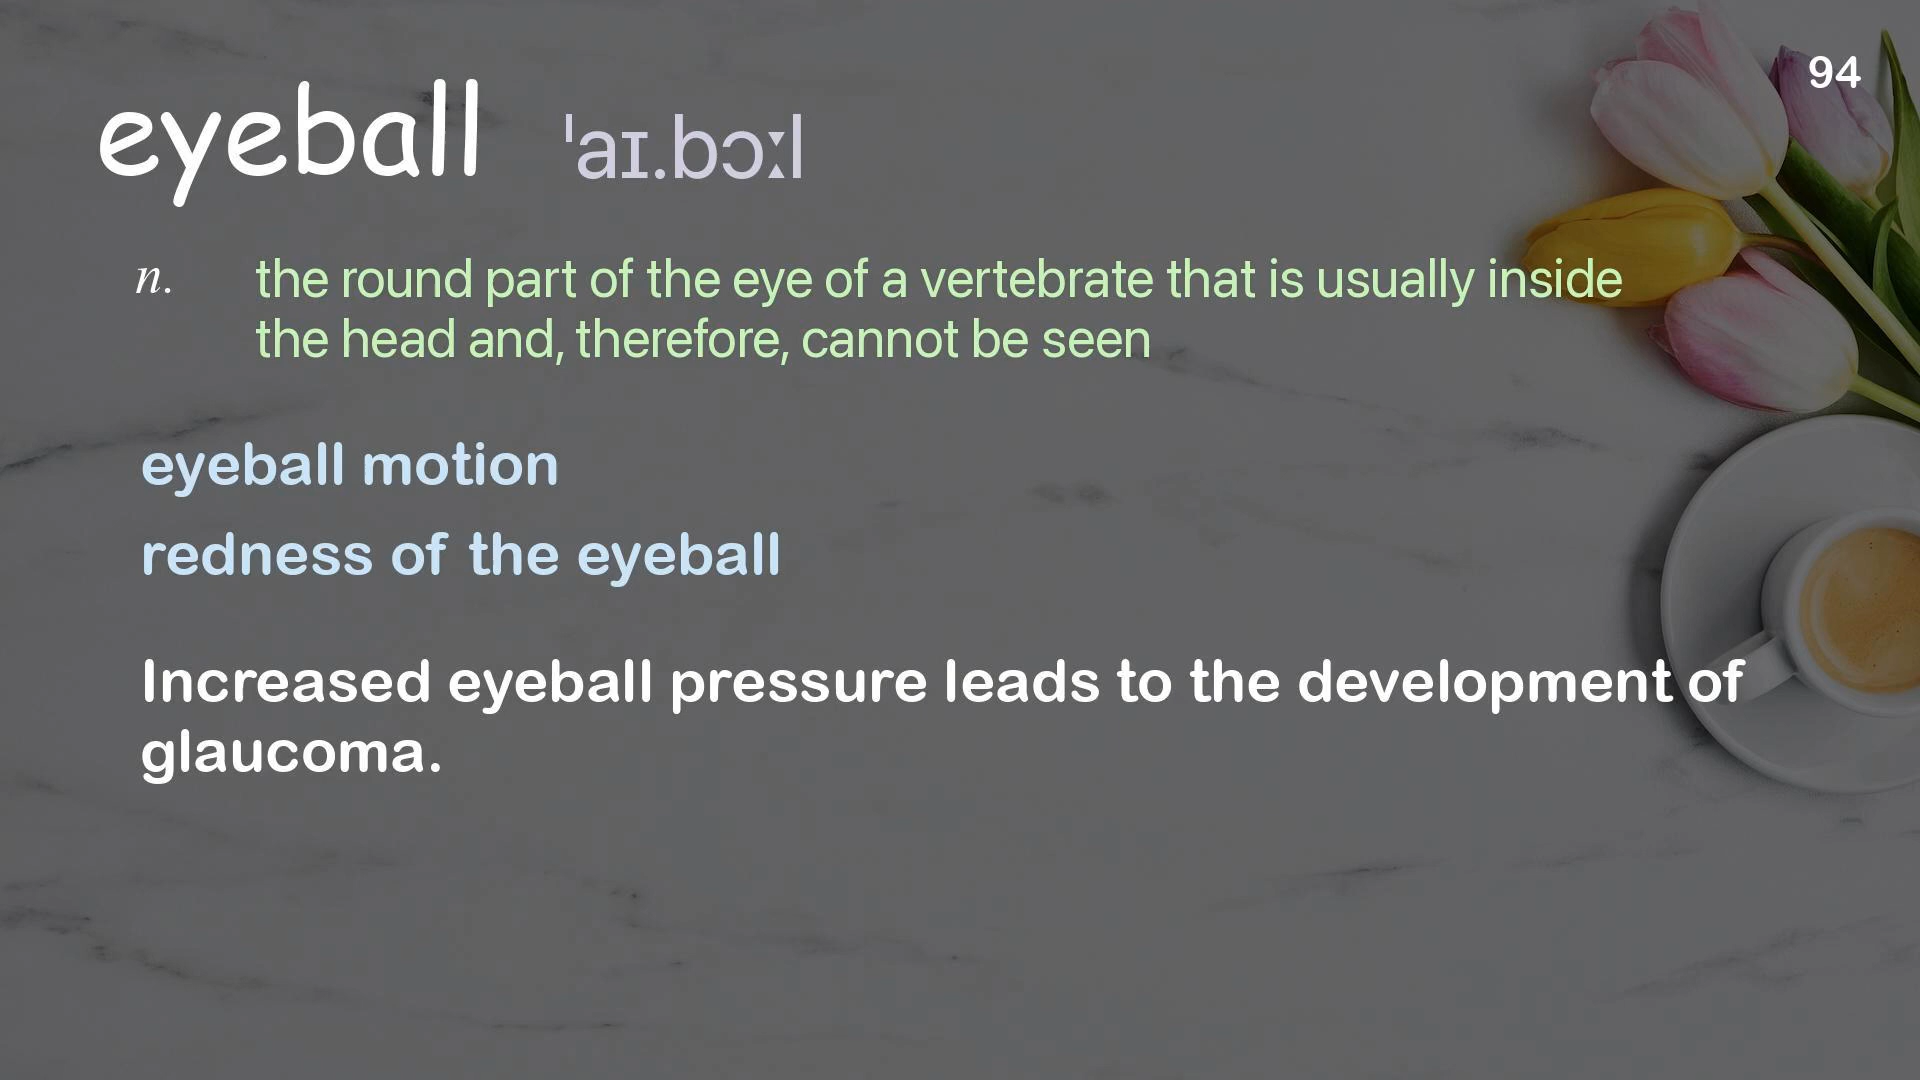 94
eyeball ˈaɪ.bɔːl
n. the round part of the eye of a vertebrate that is usually inside
the head and, therefore, cannot be seen
eyeball motion
redness of the eyeball
Increased eyeball pressure leads to the development of
glaucoma.